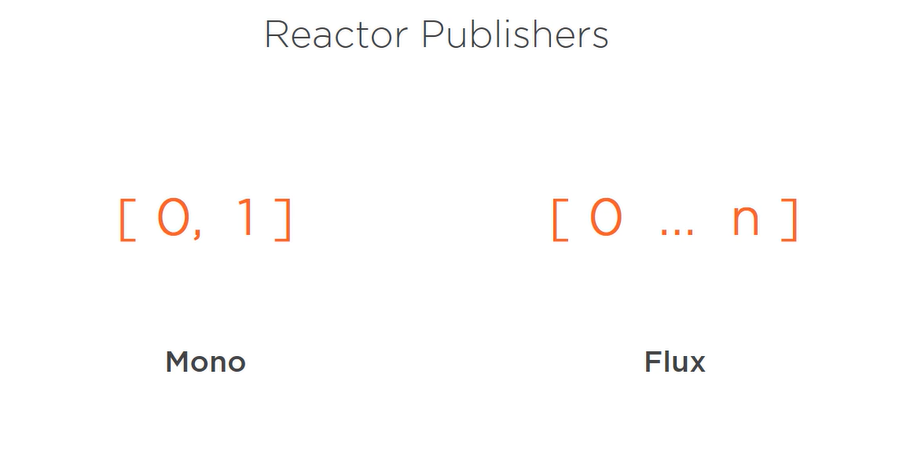 Reactor Publishers
[ 0, 1 ]
[ 0 ... n ]
Mono
Flux